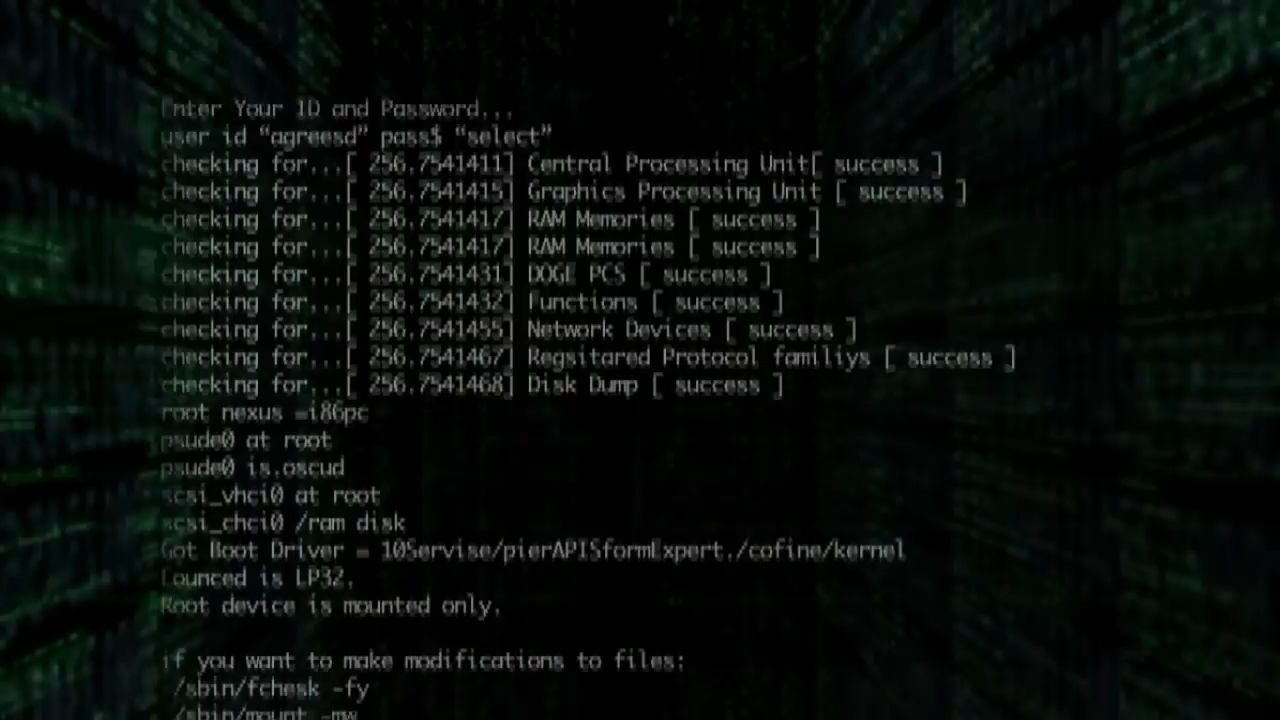 Enter Your ID and Password...
user id “agreesd” pass$ “select”
checking for...[ 256.7541411] Central Processing Unit[ success ]
checking for...[ 256.7541415] Graphics Processing Unit [ success ]
checking for...[ 256.7541417] RAM Memories [ success ]
checking for...[ 256.7541417] RAM Memories [ success ]
checking for...[ 256.7541431] DOGE PCS [ success ]
checking for...[ 256.7541432] Functions [ success ]
checking for...[ 256.7541455] Network Devices [ success ]
checking for...[ 256.7541467] Regsitared Protocol familiys [ success ]
checking for...[ 256.7541468] Disk Dump [ success ]
root nexus =i86pc
psude0 at root
psude0 is.oscud
scsi_vhci0 at root
scsi_chci0 /ram disk
Got Boot Driver = 10Servise/pierAPISformExpert./cofine/kernel
Lounced is LP32.
Root device is mounted only.
if you want to make modifications to files:
/sbin/fchesk -fy
/sbin/mount -mw